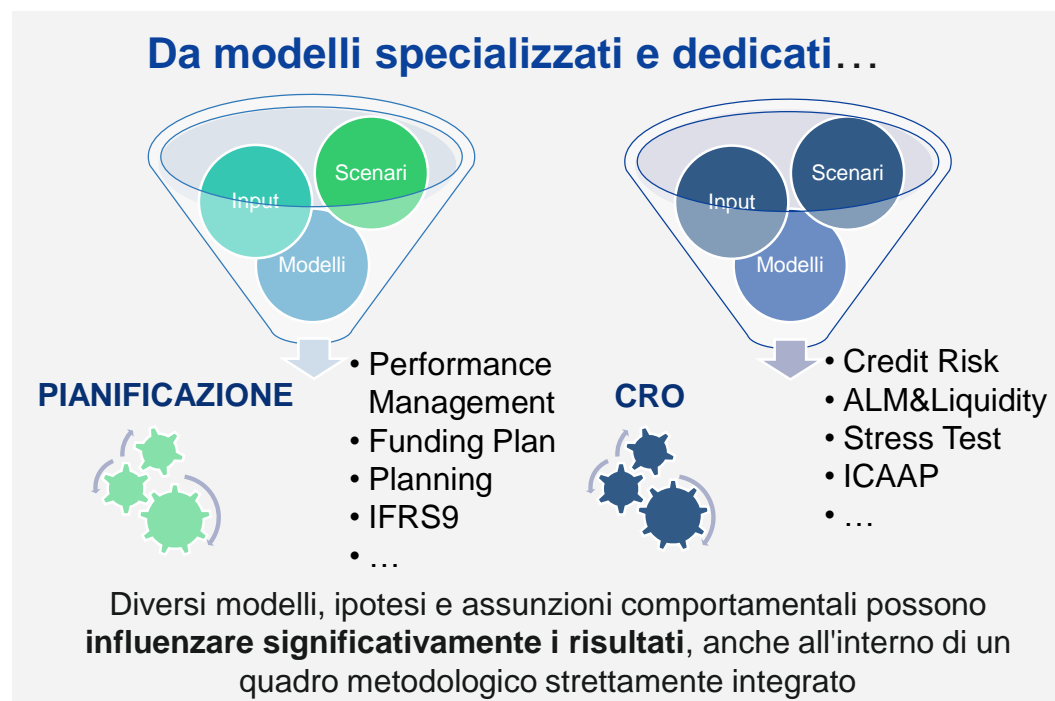 Da modelli specializzati e dedicati…
Scenari
Input
Modelli
Scenari
Input
Modelli
PIANIFICAZIONE
• Performance
Management
• Funding Plan
• Planning
• IFRS9
• …
CRO
• Credit Risk
• ALM&Liquidity
• Stress Test
• ICAAP
• …
Diversi modelli, ipotesi e assunzioni comportamentali possono
influenzare significativamente i risultati, anche all'interno di un
quadro metodologico strettamente integrato